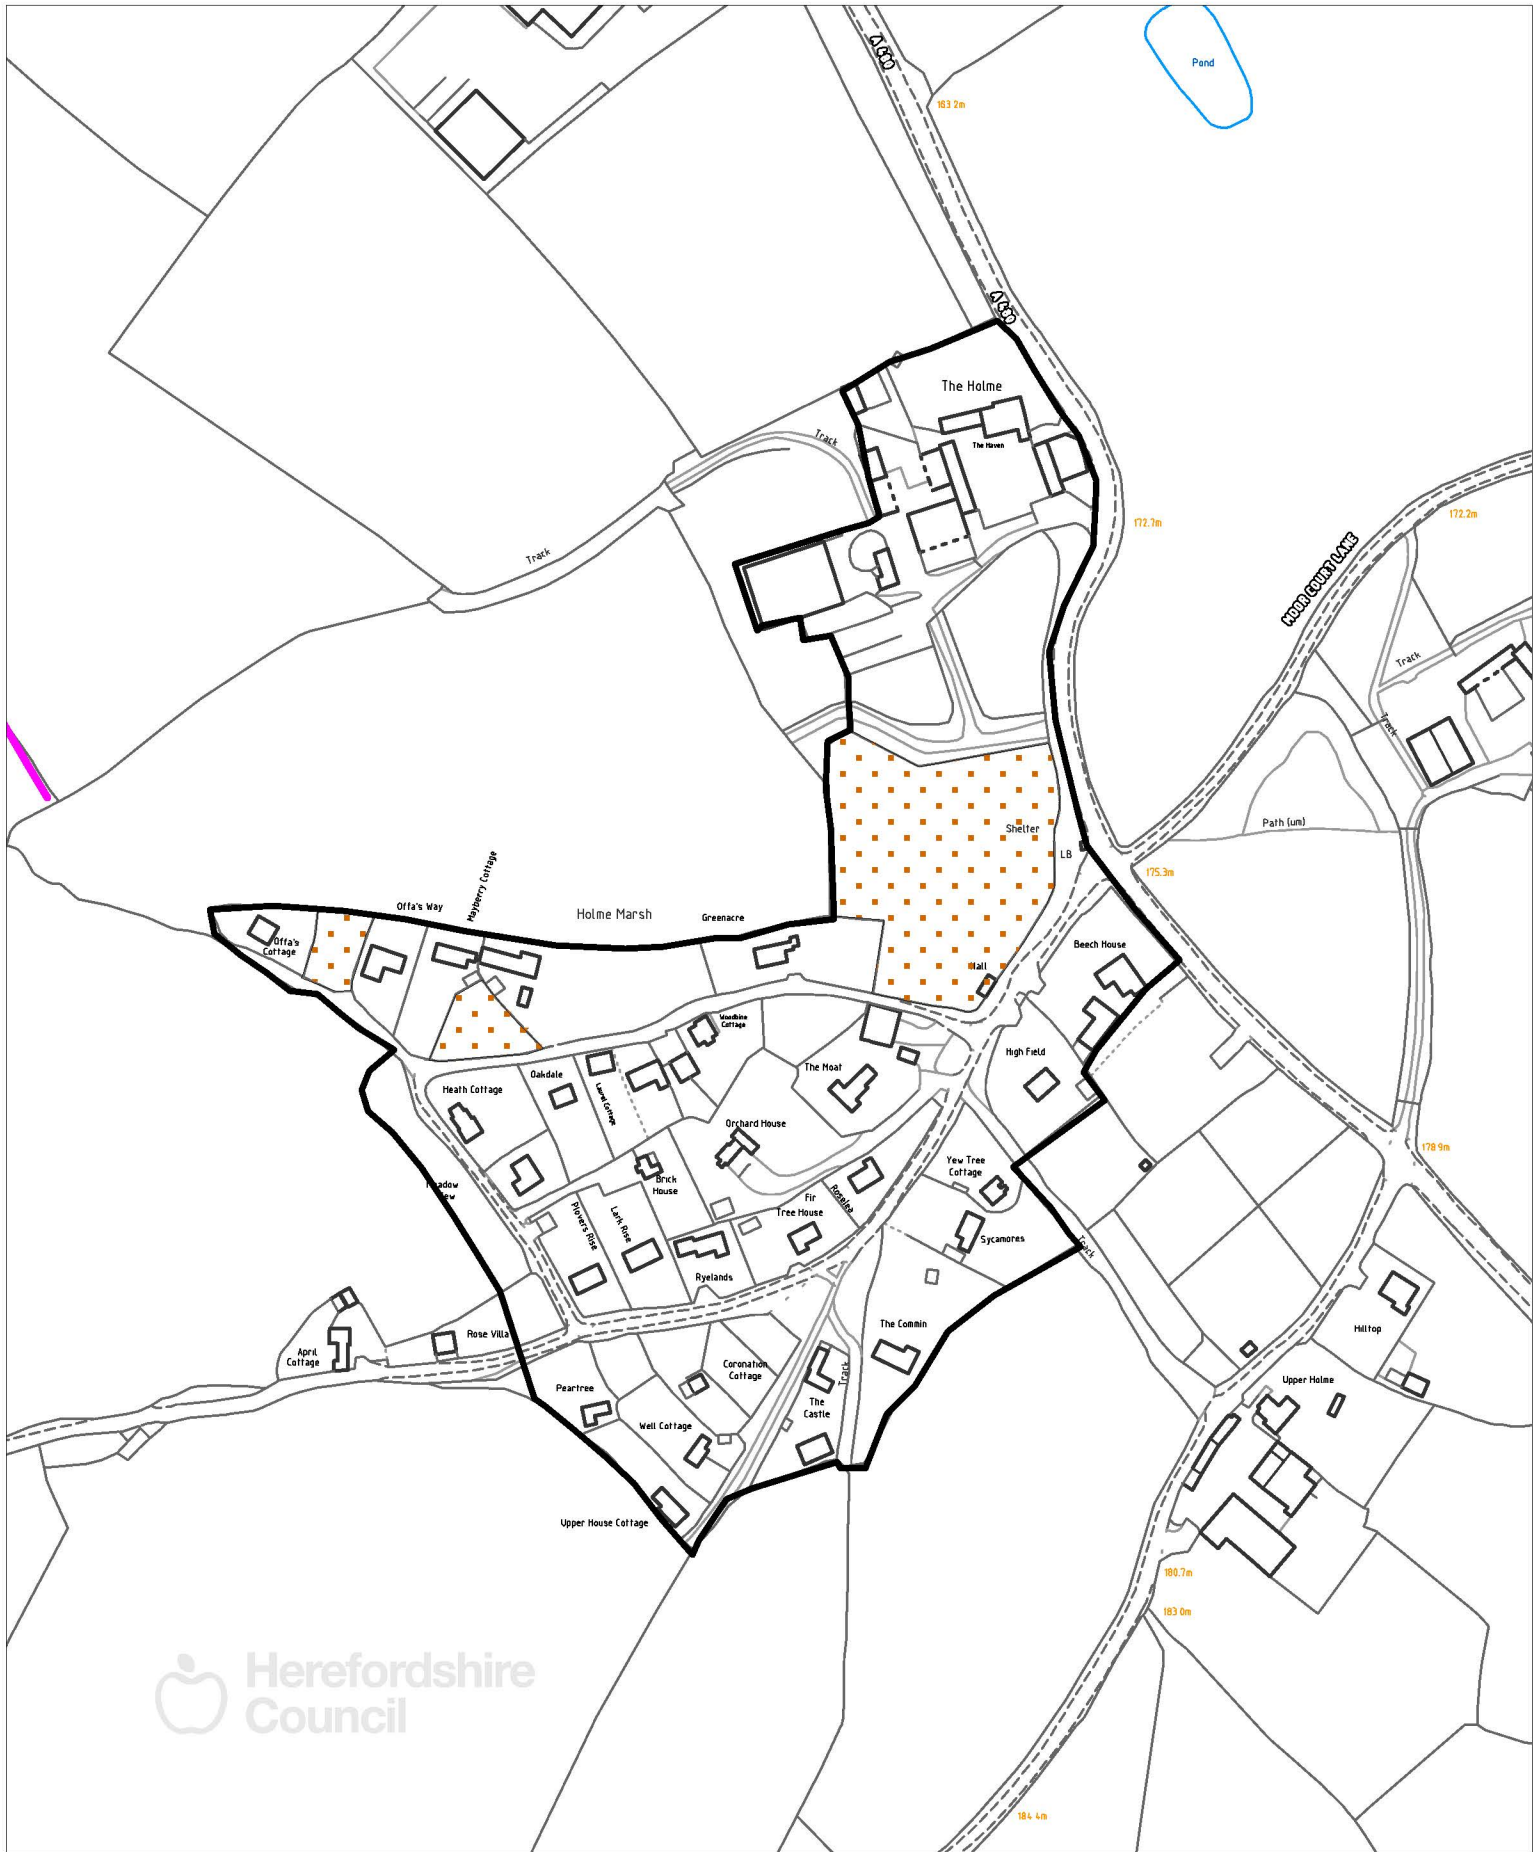 A 480
Pond
163 2m
A 480
The Holme
Track
The Haven
172.7m
172.2m
MOOR COURT LANE
Track
Track
Track
Path (um)
Shelter
LB
175.3m
Mayberry Cottage
Offa's Way
Holme Marsh
Greenacre
Offa's
Cottage
Beech House
Hall
Woodbine
Cottage
High Field
The Moat
Oakdale
Heath Cottage
Laurel Cottage
Orchard House
178 9m
Yew Tree
Cottage
Brick
House
Roselea
Fir
Tree House
Plovers Rise
Lark Rise
Sycamores
Track
Ryelands
The Commin
Hilltop
Rose Villa
April
Cottage
Coronation
Cottage
Track
Peartree
Upper Holme
The
Castle
Well Cottage
Upper House Cottage
180.7m
183 0m
Herefordshire
Council
184 4m